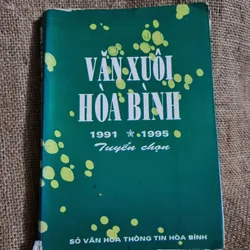 VĂN XUÔI
HÒA BÌNH
1991 ★ 1995
Tuyển chọn
SỞ VĂN HÓA THÔNG TIN HÒA BÌNH